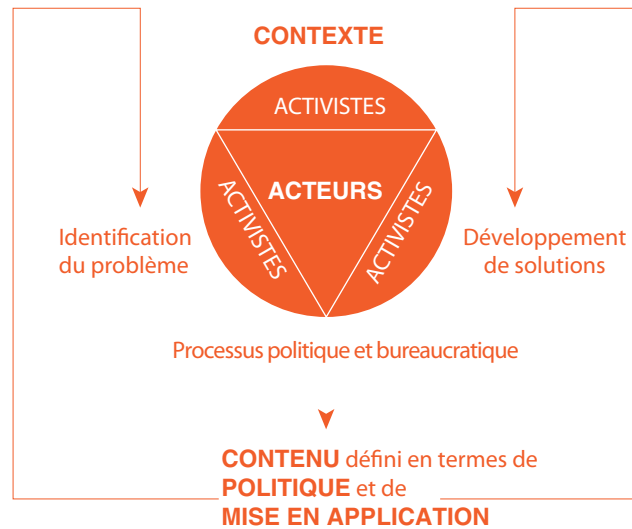 CONTEXTE
ACTIVISTES
ACTEURS
ACTIVISTES
ACTIVISTES
Identification
du problème
Développement
de solutions
Processus politique et bureaucratique
CONTENU défini en termes de
POLITIQUE et de
MISE EN APPLICATION